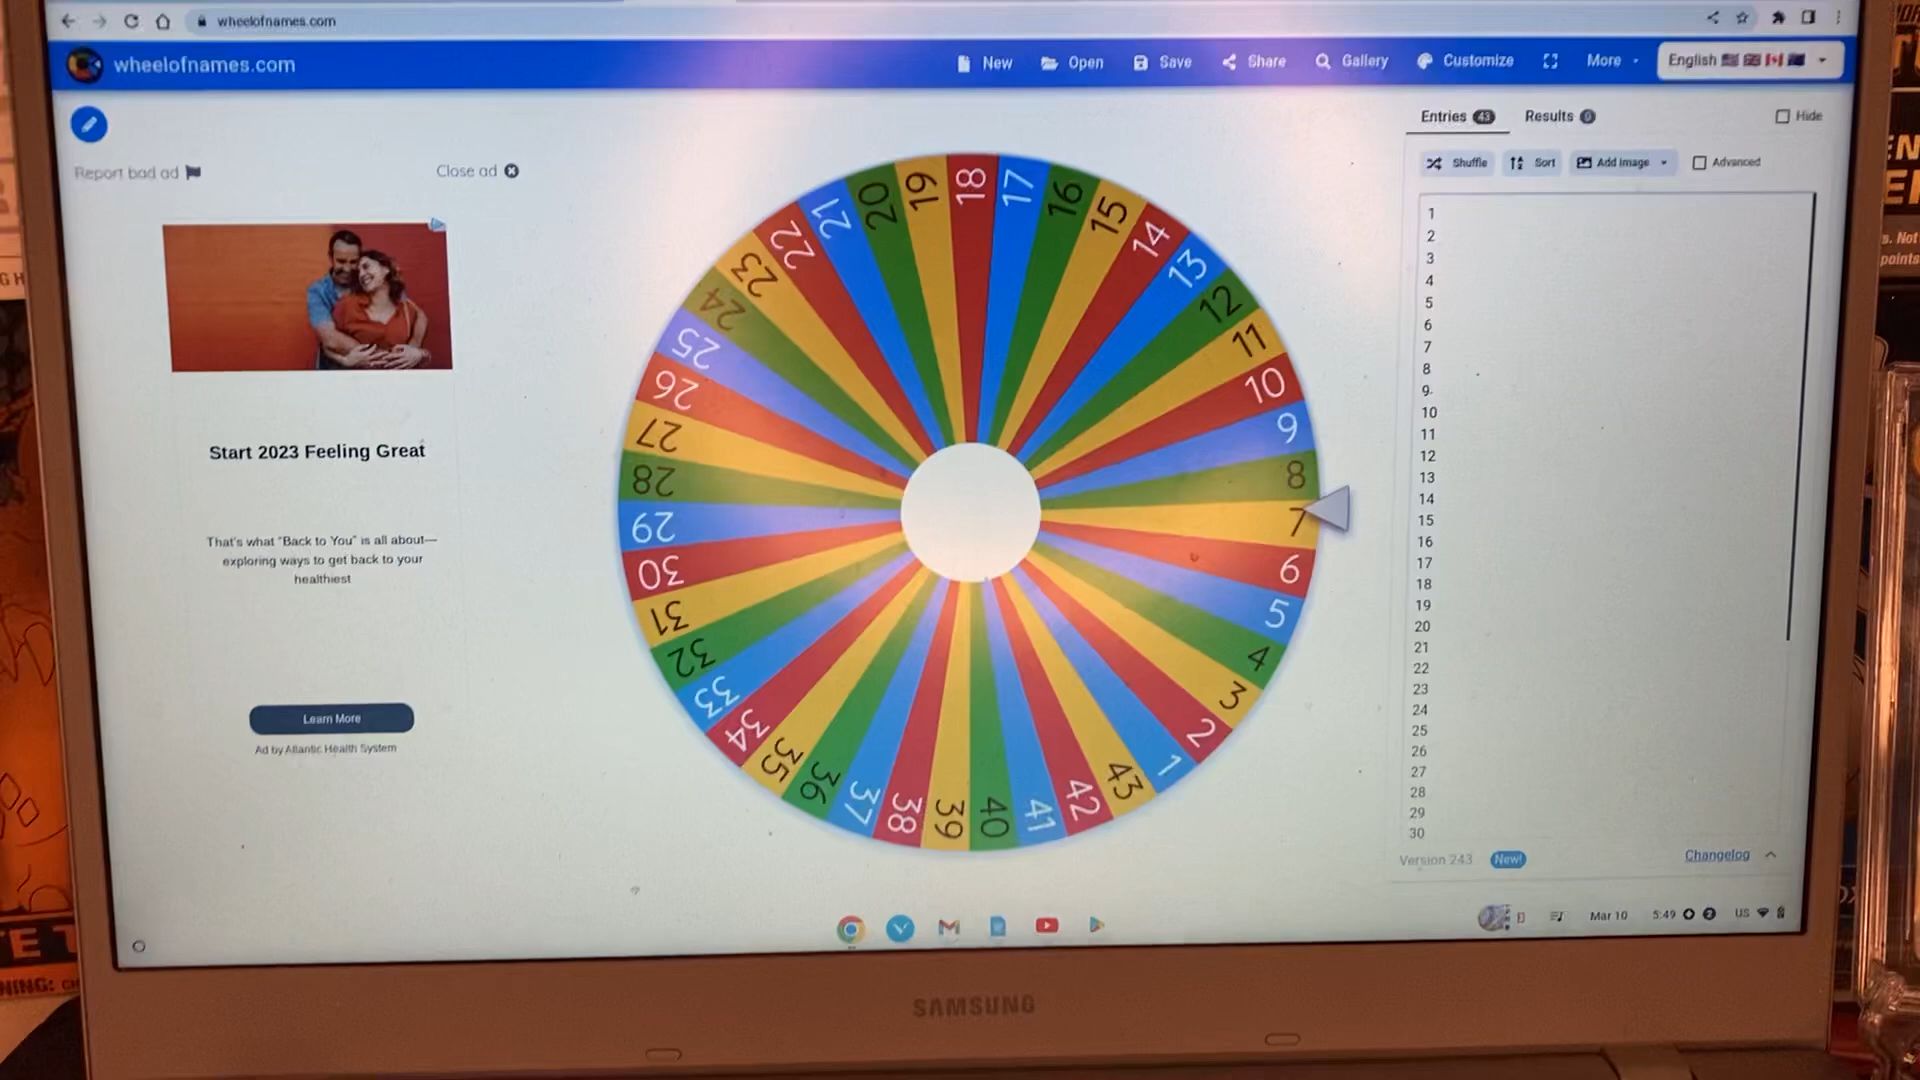 wheelofnames.com
wheelofnames.com
New
Open
Save
Share
Gallery
Customize
More
English
Entries 43
Results 0
Hide
Report bad ad
Close ad
Shuffle
Sort
Add image
Advanced
Start 2023 Feeling Great
That's what "Back to You" is all about—
exploring ways to get back to your
healthiest
Learn More
Ad by Atlantic Health System
1
2
3
4
5
6
7
8
9
10
11
12
13
14
15
16
17
18
19
20
21
22
23
24
25
26
27
28
29
30
31
32
33
34
35
36
37
38
39
40
41
42
43
1
2
3
4
5
6
7
8
9
10
11
12
13
14
15
16
17
18
19
20
21
22
23
24
25
26
27
28
29
30
Version 243
New!
Changelog
Mar 10
5:49
2
US
SAMSUNG
s. Not
points